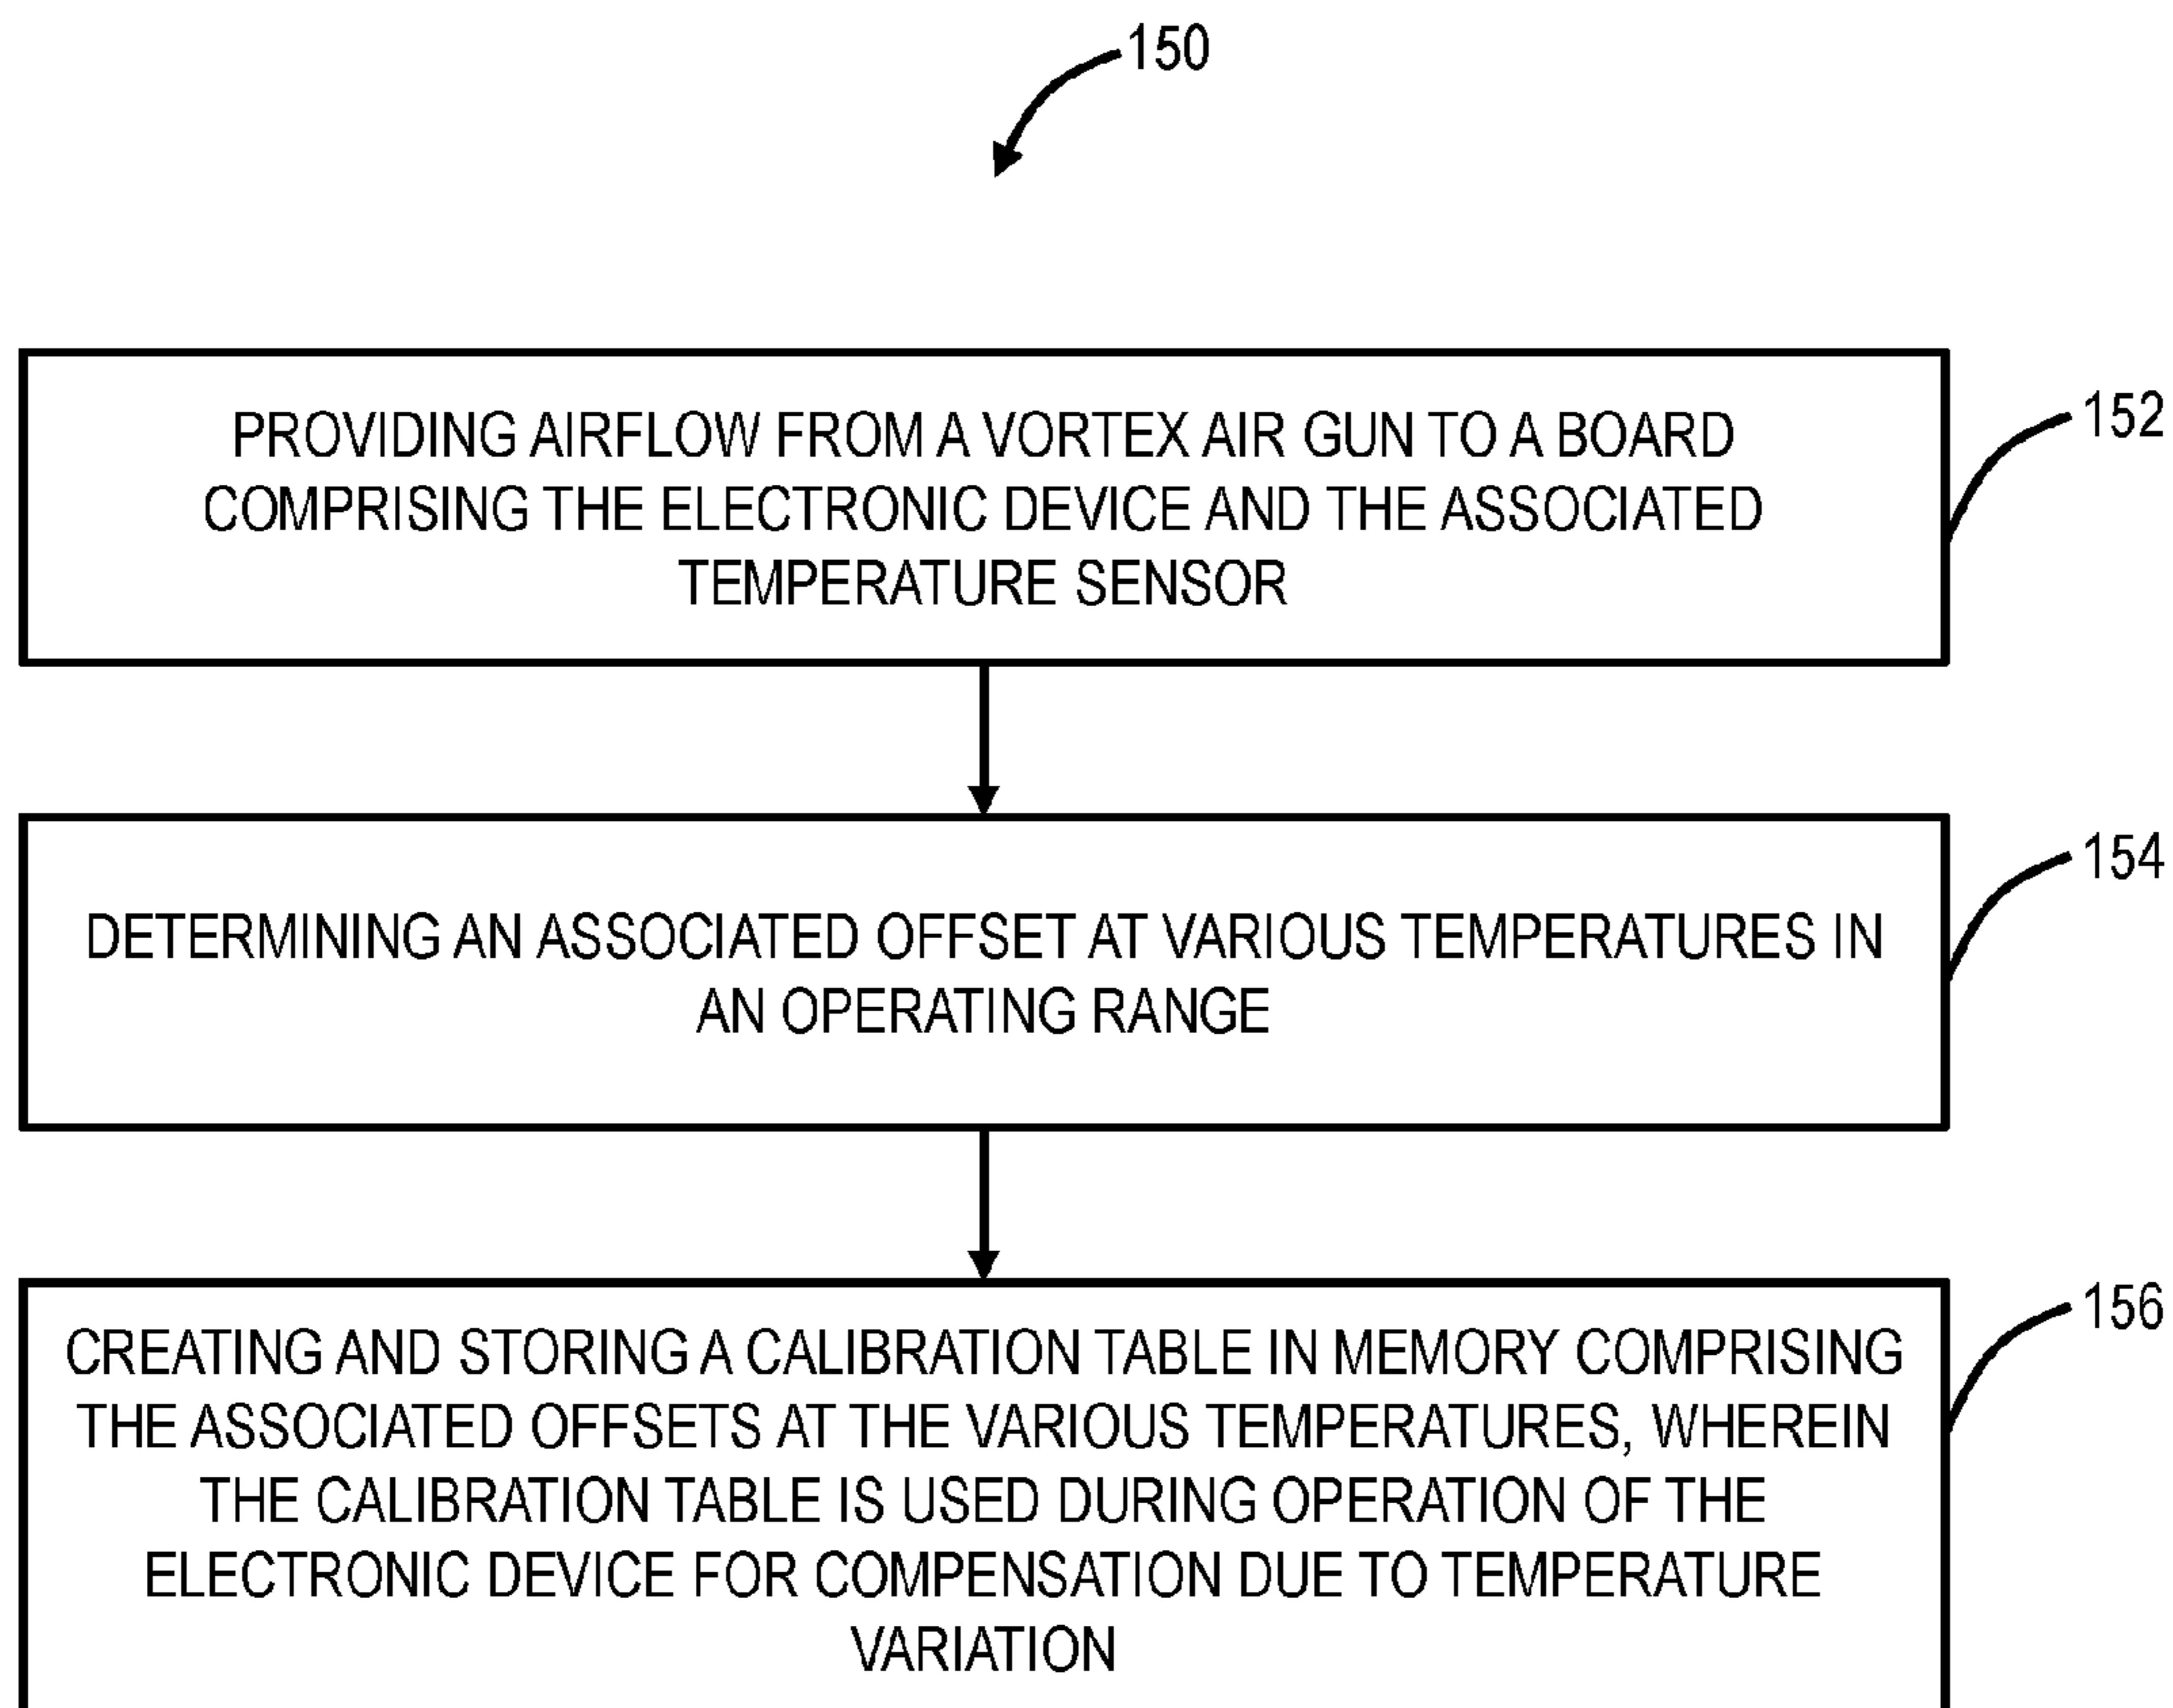 150
PROVIDING AIRFLOW FROM A VORTEX AIR GUN TO A BOARD
COMPRISING THE ELECTRONIC DEVICE AND THE ASSOCIATED
TEMPERATURE SENSOR
152
DETERMINING AN ASSOCIATED OFFSET AT VARIOUS TEMPERATURES IN
AN OPERATING RANGE
154
CREATING AND STORING A CALIBRATION TABLE IN MEMORY COMPRISING
THE ASSOCIATED OFFSETS AT THE VARIOUS TEMPERATURES, WHEREIN
THE CALIBRATION TABLE IS USED DURING OPERATION OF THE
ELECTRONIC DEVICE FOR COMPENSATION DUE TO TEMPERATURE
VARIATION
156